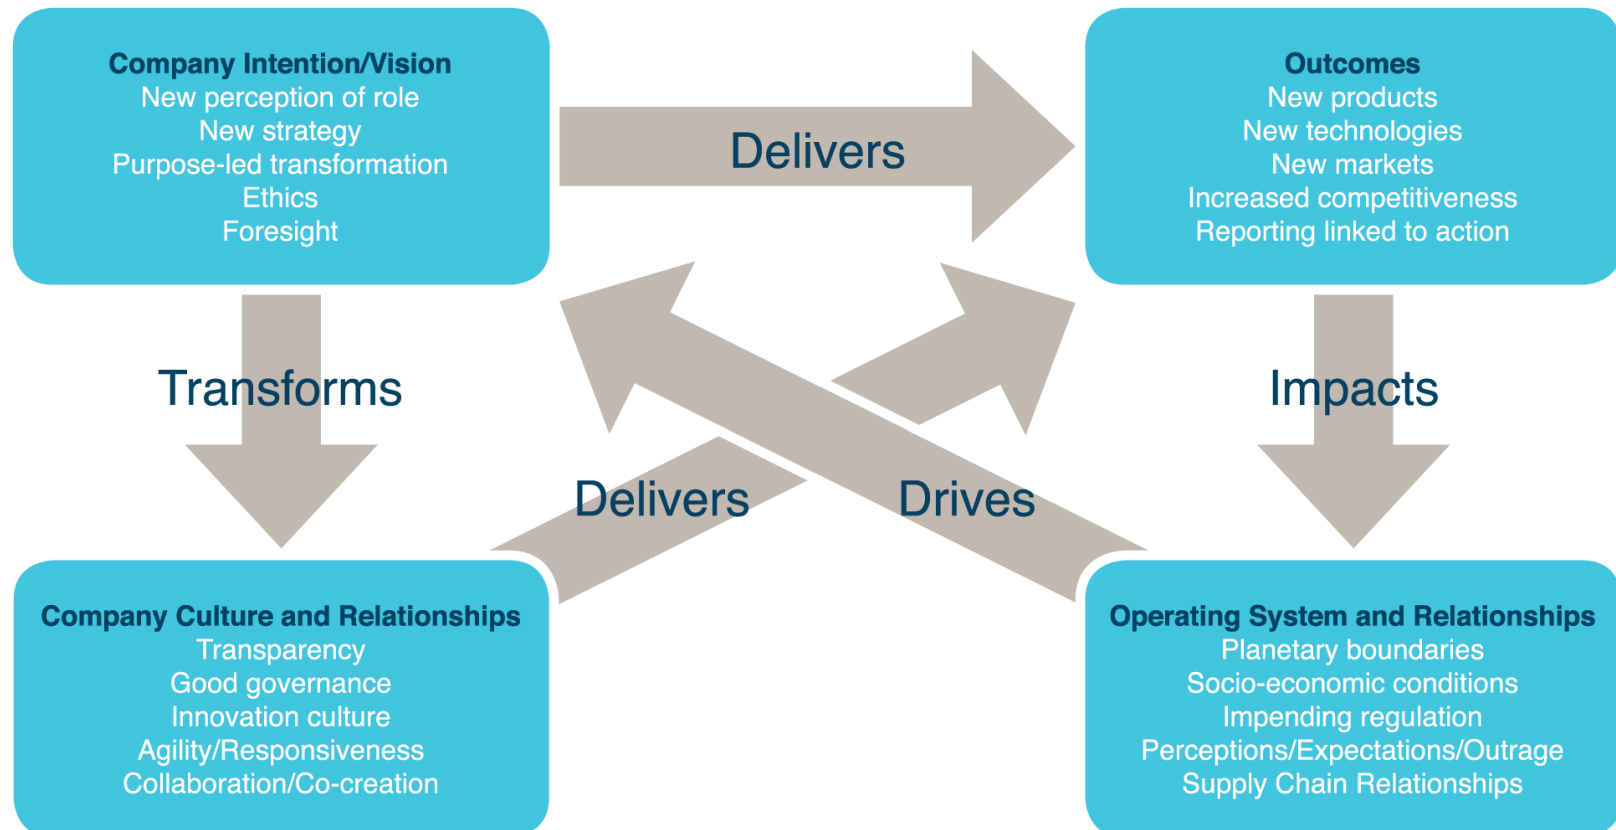 Company Intention/Vision
New perception of role
New strategy
Purpose-led transformation
Ethics
Foresight
Delivers
Outcomes
New products
New technologies
New markets
Increased competitiveness
Reporting linked to action
Transforms
Impacts
Delivers
Drives
Company Culture and Relationships
Transparency
Good governance
Innovation culture
Agility/Responsiveness
Collaboration/Co-creation
Operating System and Relationships
Planetary boundaries
Socio-economic conditions
Impending regulation
Perceptions/Expectations/Outrage
Supply Chain Relationships